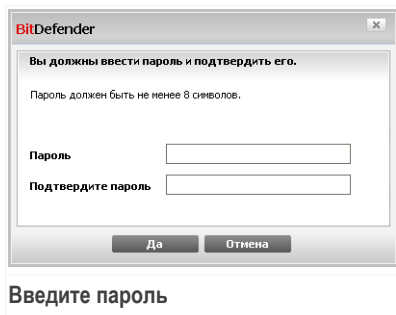 BitDefender
Вы должны ввести пароль и подтвердить его.
Пароль должен быть не менее 8 символов.
Пароль
Подтвердите пароль
Да Отмена
Введите пароль